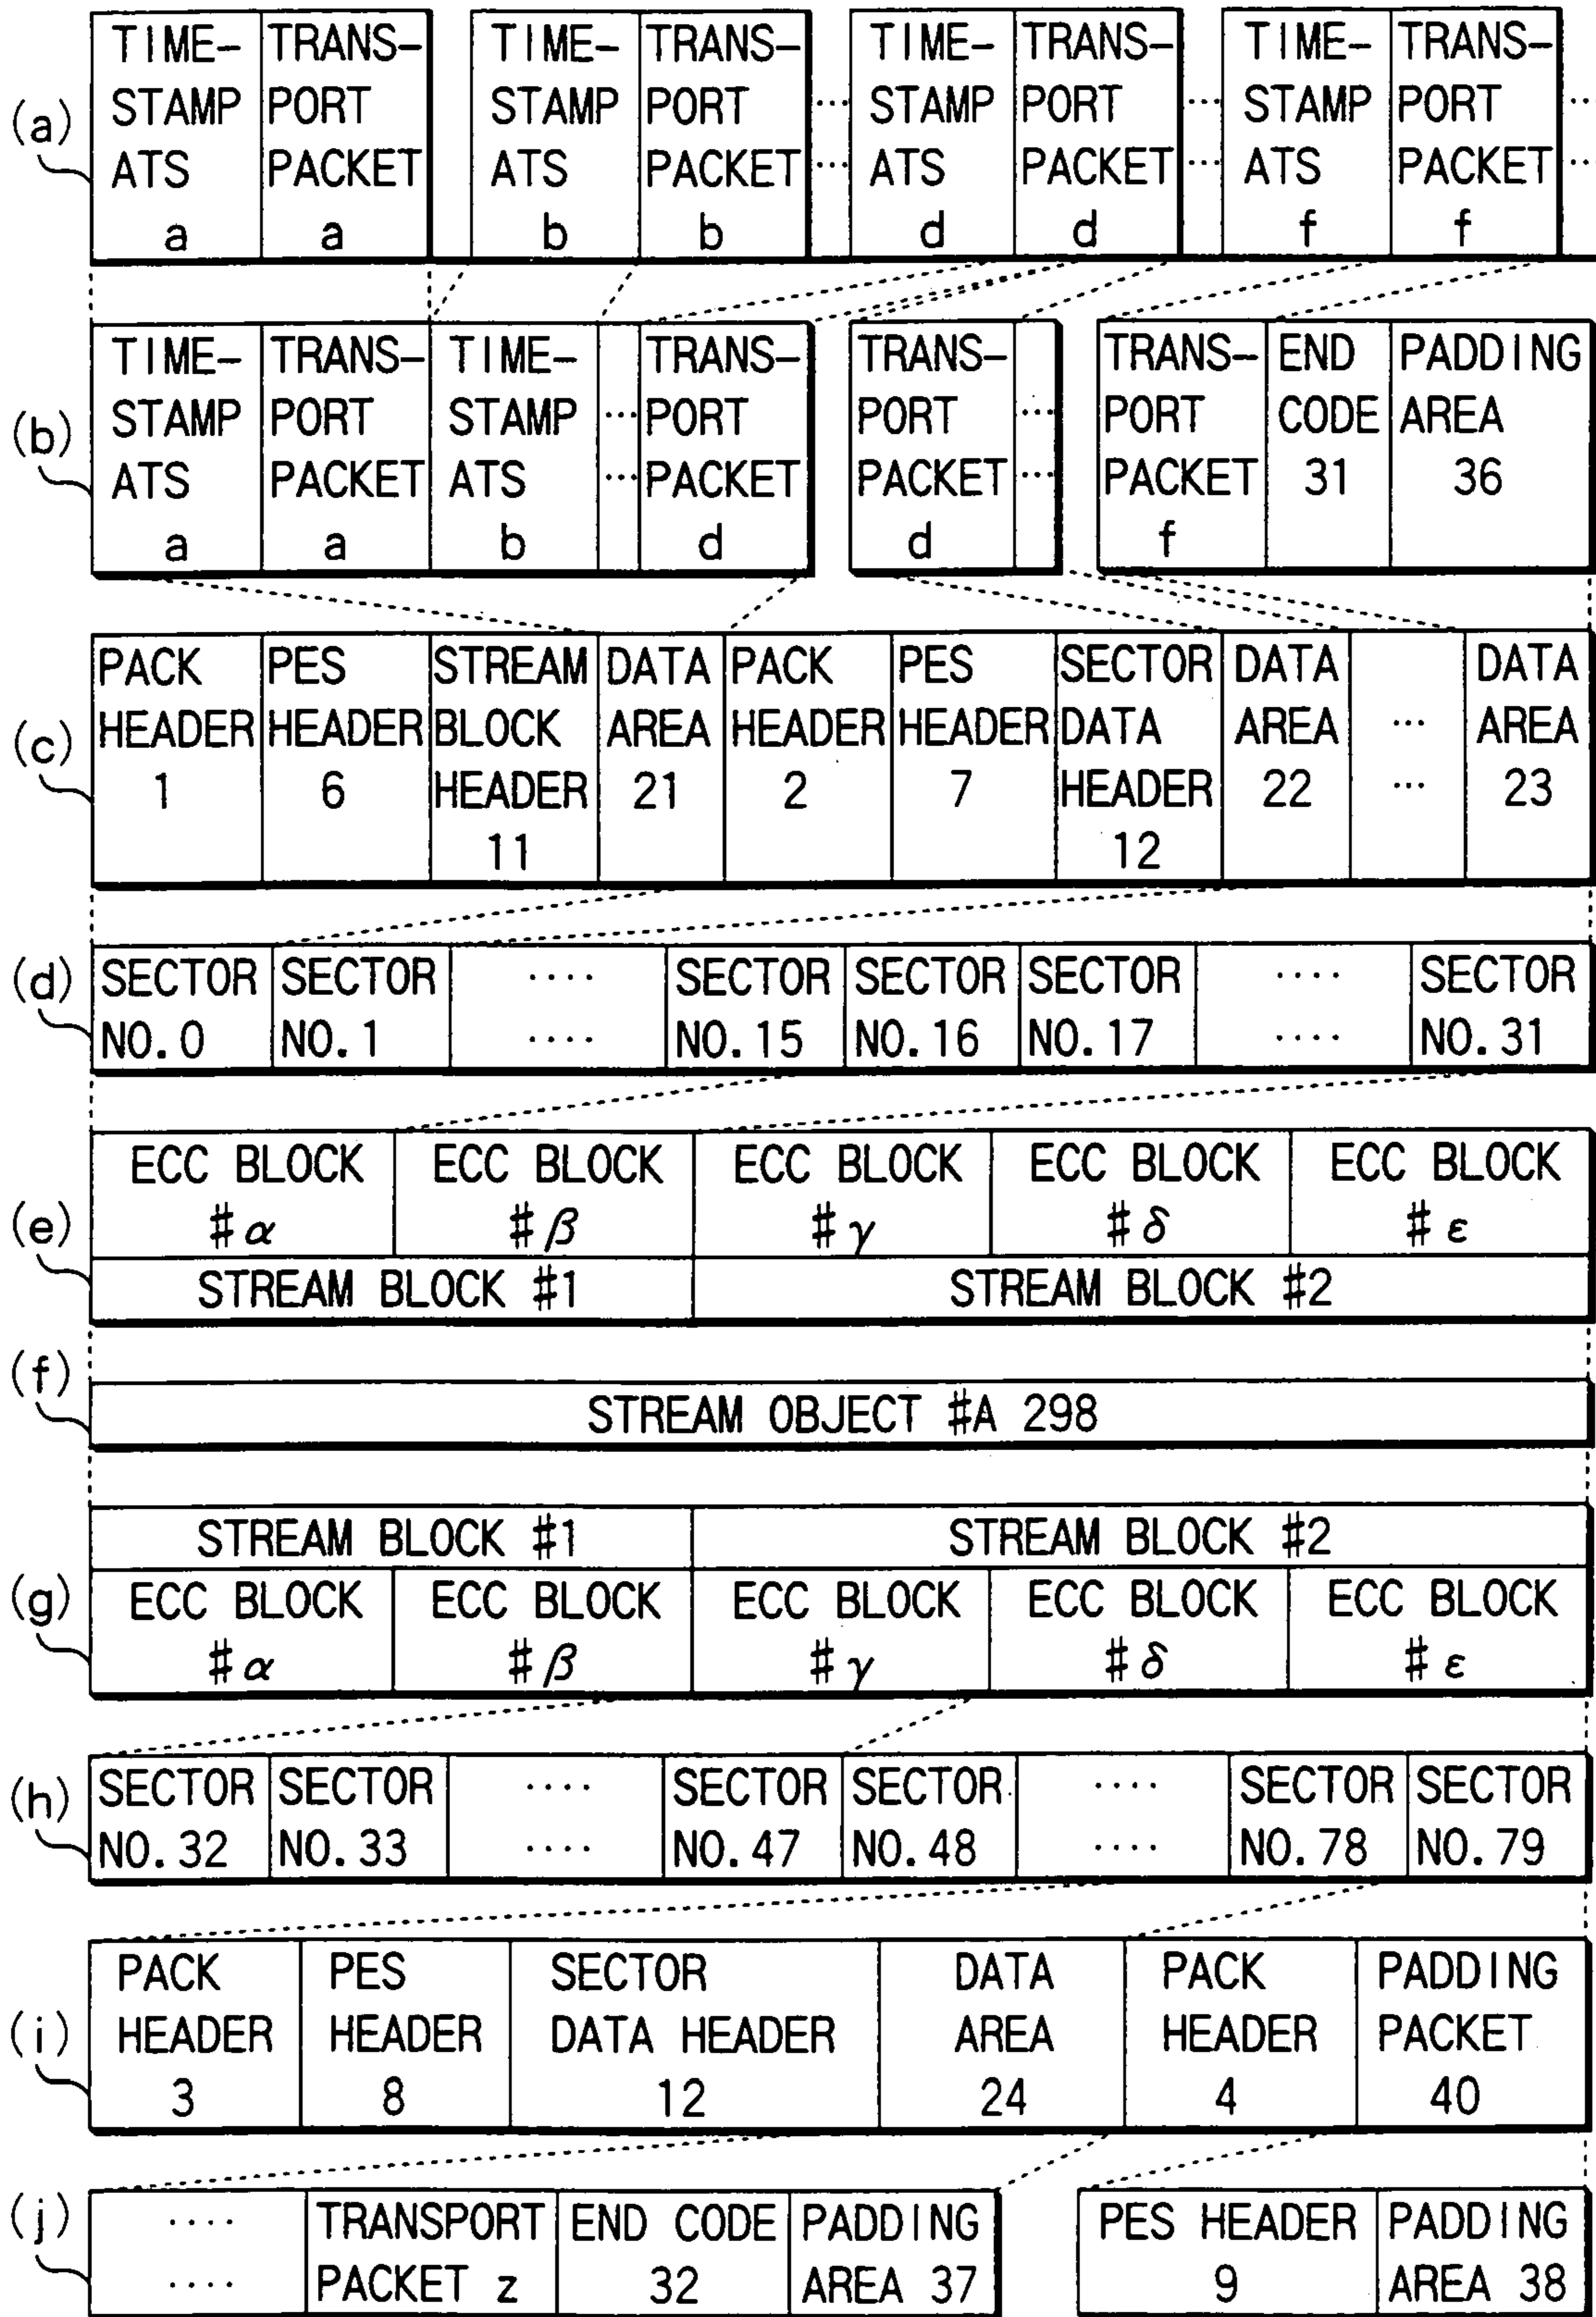 (a)
TIME- TRANS- TIME- TRANS- TIME- TRANS- TIME- TRANS-
STAMP PORT STAMP PORT ... STAMP PORT ... STAMP PORT ...
ATS PACKET ATS PACKET ... ATS PACKET ... ATS PACKET ...
a a b b d d f f
(b)
TIME- TRANS- TIME- TRANS- TRANS- TRANS- END PADDING
STAMP PORT STAMP ... PORT PORT ... PORT CODE AREA
ATS PACKET ATS ... PACKET PACKET ... PACKET 31 36
a a b d d f
(c)
PACK PES STREAM DATA PACK PES SECTOR DATA DATA
HEADER HEADER BLOCK AREA HEADER HEADER DATA AREA ... AREA
1 6 HEADER 21 2 7 HEADER 22 ... 23
11 12
(d)
SECTOR SECTOR .... SECTOR SECTOR SECTOR .... SECTOR
NO.0 NO.1 .... NO.15 NO.16 NO.17 .... NO.31
(e)
ECC BLOCK ECC BLOCK ECC BLOCK ECC BLOCK ECC BLOCK
#α #β #γ #δ #ε
STREAM BLOCK #1 STREAM BLOCK #2
(f)
STREAM OBJECT #A 298
(g)
STREAM BLOCK #1 STREAM BLOCK #2
ECC BLOCK ECC BLOCK ECC BLOCK ECC BLOCK ECC BLOCK
#α #β #γ #δ #ε
(h)
SECTOR SECTOR .... SECTOR SECTOR .... SECTOR SECTOR
NO.32 NO.33 .... NO.47 NO.48 .... NO.78 NO.79
(i)
PACK PES SECTOR DATA PACK PADDING
HEADER HEADER DATA HEADER AREA HEADER PACKET
3 8 12 24 4 40
(j)
.... TRANSPORT END CODE PADDING PES HEADER PADDING
.... PACKET z 32 AREA 37 9 AREA 38